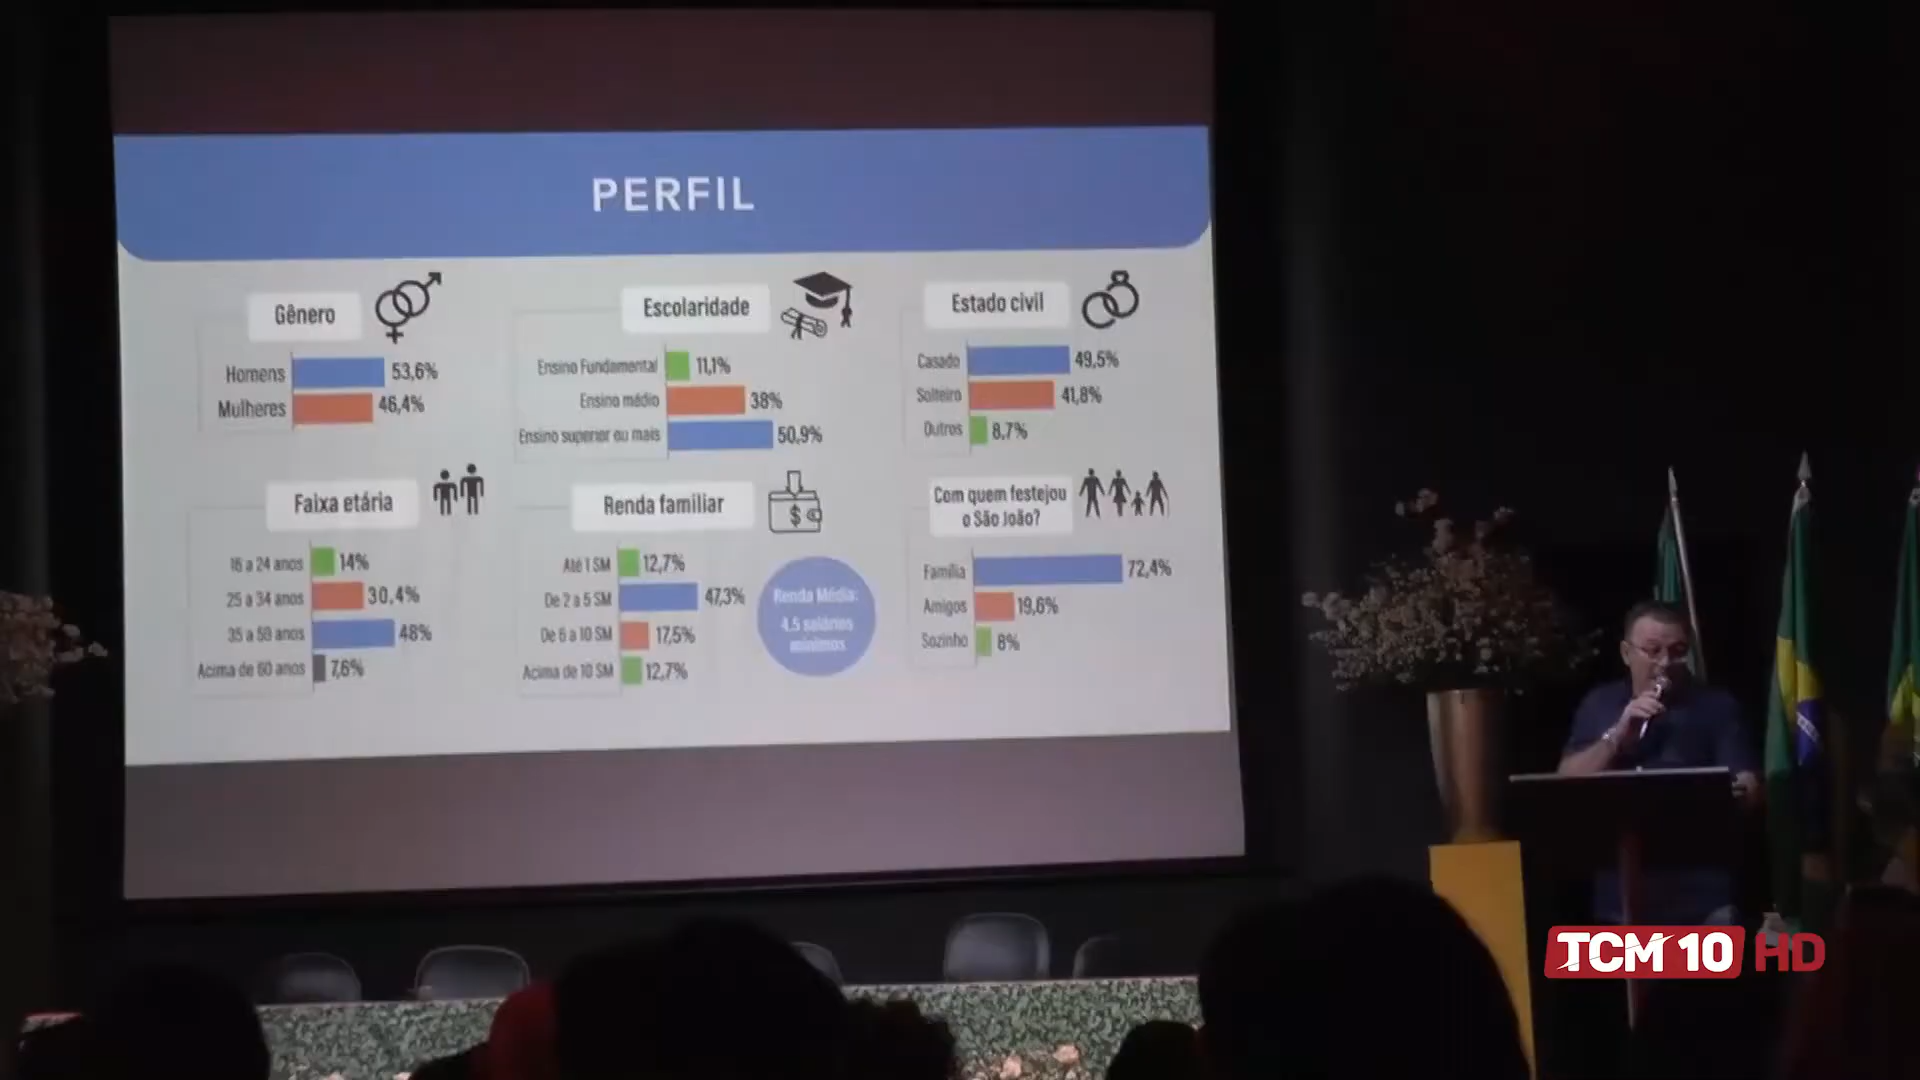 PERFIL
Gênero
Homens 53,6%
Mulheres 46,4%
Escolaridade
Ensino Fundamental 11,1%
Ensino médio 38%
Ensino superior ou mais 50,9%
Estado civil
Casado 49,5%
Solteiro 41,8%
Outros 8,7%
Faixa etária
16 a 24 anos 14%
25 a 34 anos 30,4%
35 a 59 anos 48%
Acima de 60 anos 7,6%
Renda familiar
Até 1 SM 12,7%
De 2 a 5 SM 47,3%
De 6 a 10 SM 17,5%
Acima de 10 SM 12,7%
Renda Média:
4,5 salários
mínimos
Com quem festejou
o São João?
Família 72,4%
Amigos 19,6%
Sozinho 8%
TCM 10 HD